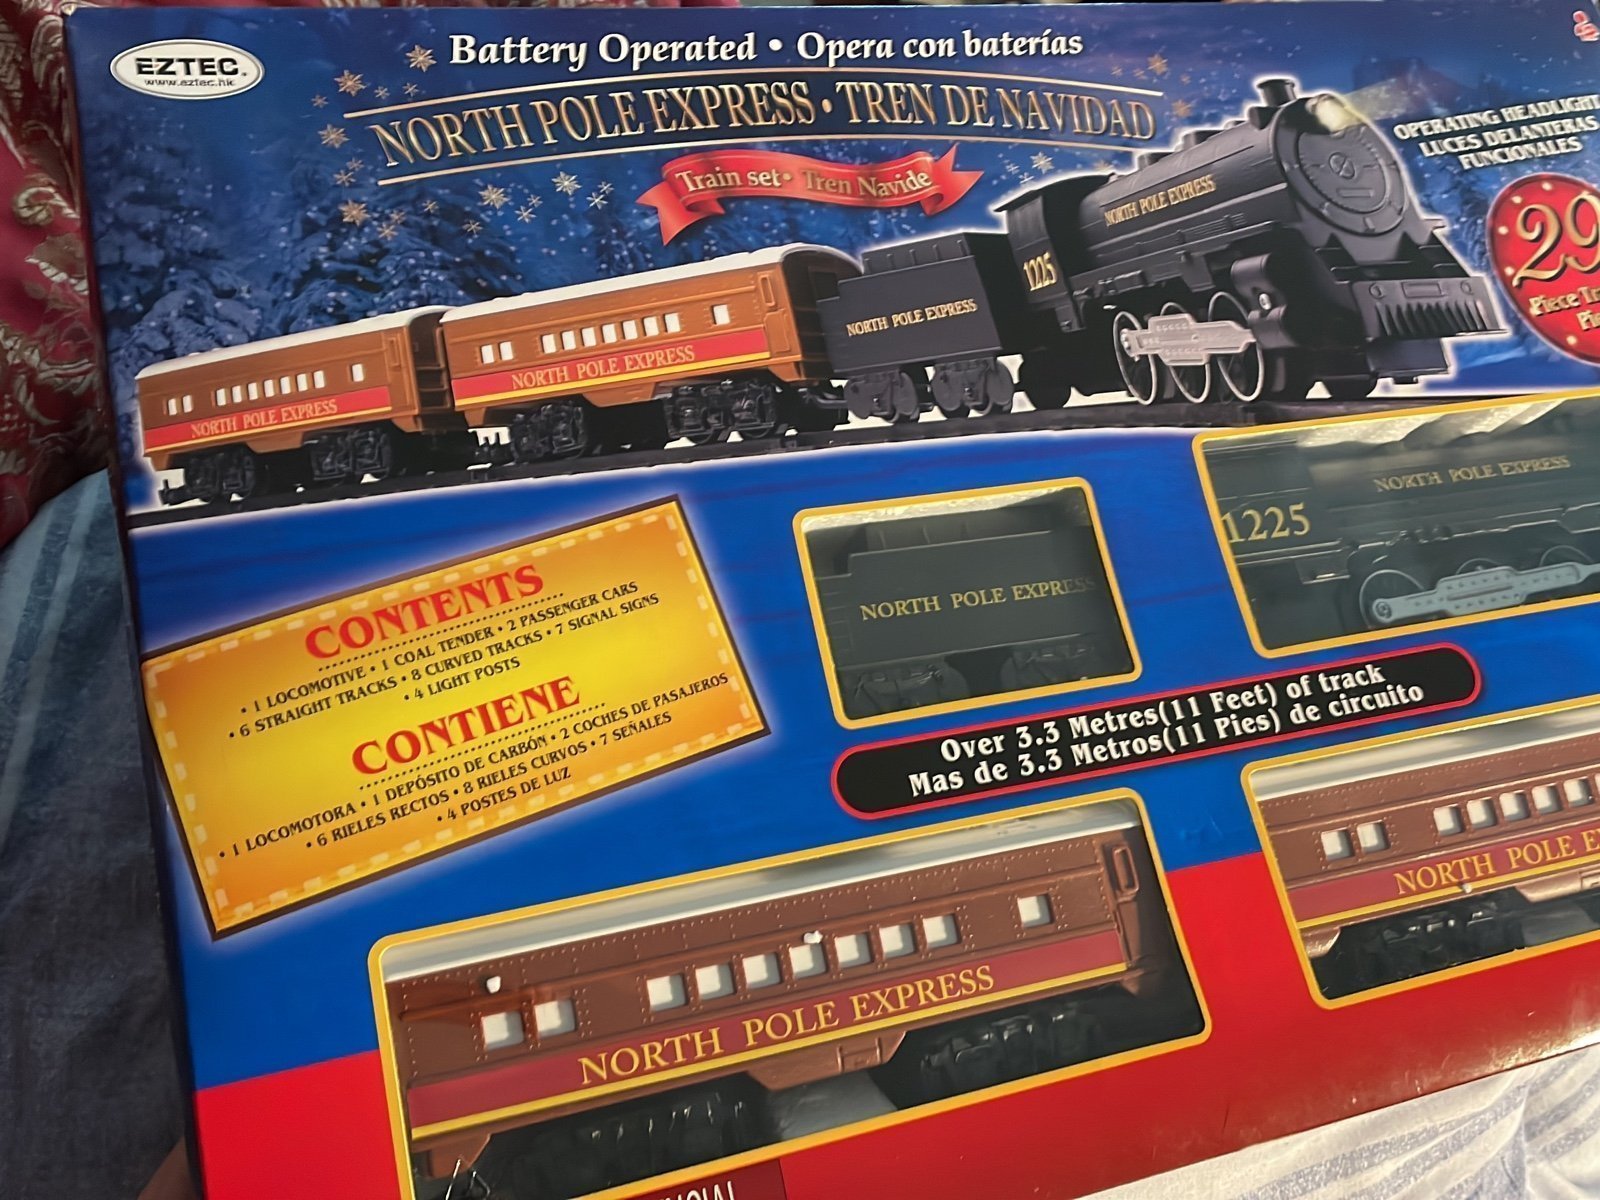 EZTEC®
www.eztec.hk
Battery Operated • Opera con baterías
NORTH POLE EXPRESS • TREN DE NAVIDAD
Train set • Tren Navide
OPERATING HEADLIGHT
LUCES DELANTERAS
FUNCIONALES
29
Piece
NORTH POLE EXPRESS
1225
NORTH POLE EXPRESS
NORTH POLE EXPRESS
NORTH POLE EXPRESS
NORTH POLE EXPRESS
1225
NORTH POLE EXPRESS
CONTENTS
• 1 LOCOMOTIVE • 1 COAL TENDER • 2 PASSENGER CARS
• 6 STRAIGHT TRACKS • 8 CURVED TRACKS • 7 SIGNAL SIGNS
• 4 LIGHT POSTS
CONTIENE
• 1 LOCOMOTORA • 1 DEPÓSITO DE CARBÓN • 2 COCHES DE PASAJEROS
• 6 RIELES RECTOS • 8 RIELES CURVOS • 7 SEÑALES
• 4 POSTES DE LUZ
Over 3.3 Metres(11 Feet) of track
Mas de 3.3 Metros(11 Pies) de circuito
NORTH POLE EXPRESS
NORTH POLE E